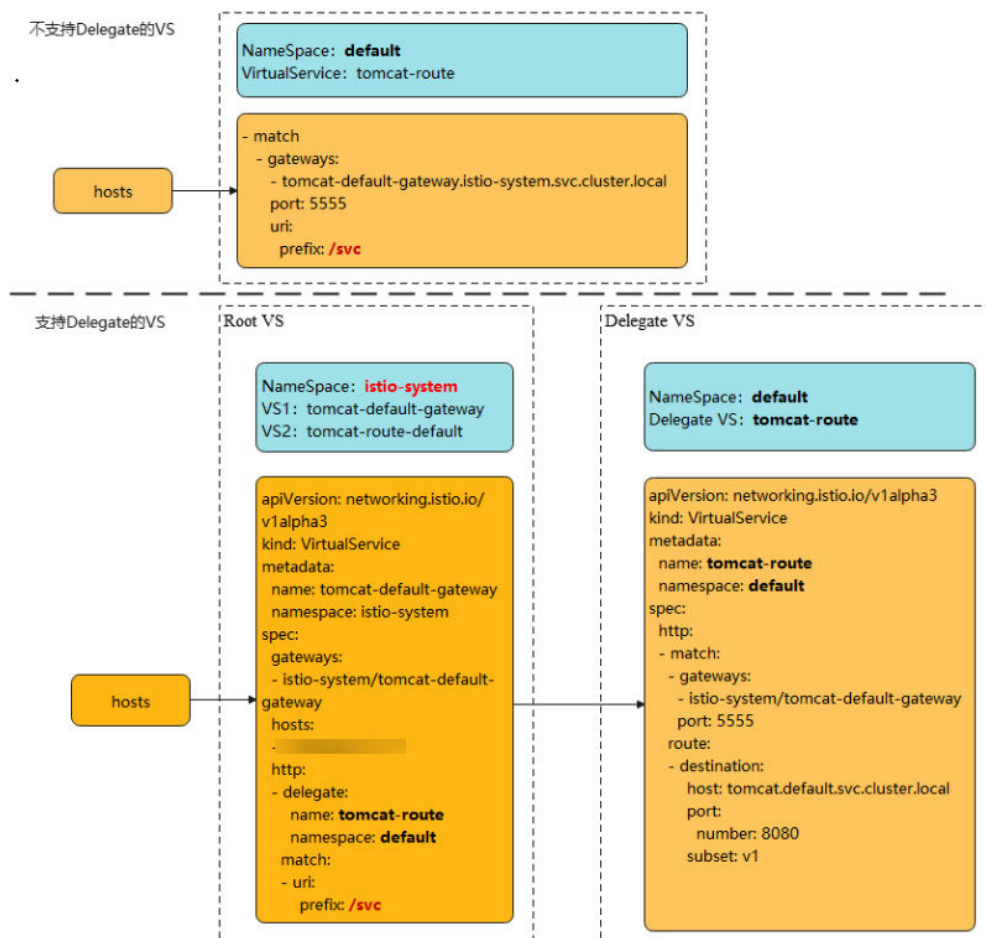 不支持Delegate的VS
NameSpace：default
VirtualService：tomcat-route
hosts
- match
- gateways:
- tomcat-default-gateway.istio-system.svc.cluster.local
port: 5555
uri:
prefix: /svc
支持Delegate的VS
Root VS
NameSpace：istio-system
VS1：tomcat-default-gateway
VS2：tomcat-route-default
hosts
apiVersion: networking.istio.io/
v1alpha3
kind: VirtualService
metadata:
name: tomcat-default-gateway
namespace: istio-system
spec:
gateways:
- istio-system/tomcat-default-
gateway
hosts:
-
http:
- delegate:
name: tomcat-route
namespace: default
match:
- uri:
prefix: /svc
Delegate VS
NameSpace：default
Delegate VS：tomcat-route
apiVersion: networking.istio.io/v1alpha3
kind: VirtualService
metadata:
name: tomcat-route
namespace: default
spec:
http:
- match:
- gateways:
- istio-system/tomcat-default-gateway
port: 5555
route:
- destination:
host: tomcat.default.svc.cluster.local
port:
number: 8080
subset: v1